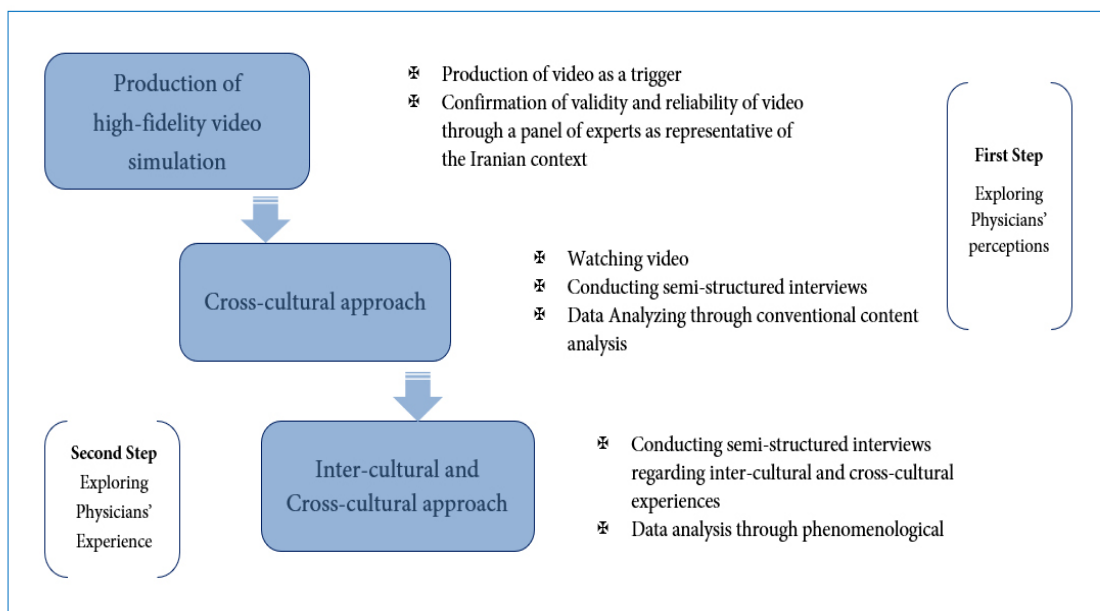 Production of
high-fidelity video
simulation
✠ Production of video as a trigger
✠ Confirmation of validity and reliability of video
through a panel of experts as representative of
the Iranian context
First Step
Exploring
Physicians’
perceptions
Cross-cultural approach
✠ Watching video
✠ Conducting semi-structured interviews
✠ Data Analyzing through conventional content
analysis
Second Step
Exploring
Physicians’
Experience
Inter-cultural and
Cross-cultural approach
✠ Conducting semi-structured interviews
regarding inter-cultural and cross-cultural
experiences
✠ Data analysis through phenomenological